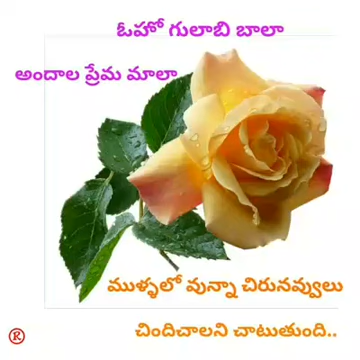 ఓహో గులాబి బాలా
అందాల ప్రేమ మాలా
ముళ్ళలో వున్నా చిరునవ్వులు
చిందిచాలని చాటుతుంది..
®